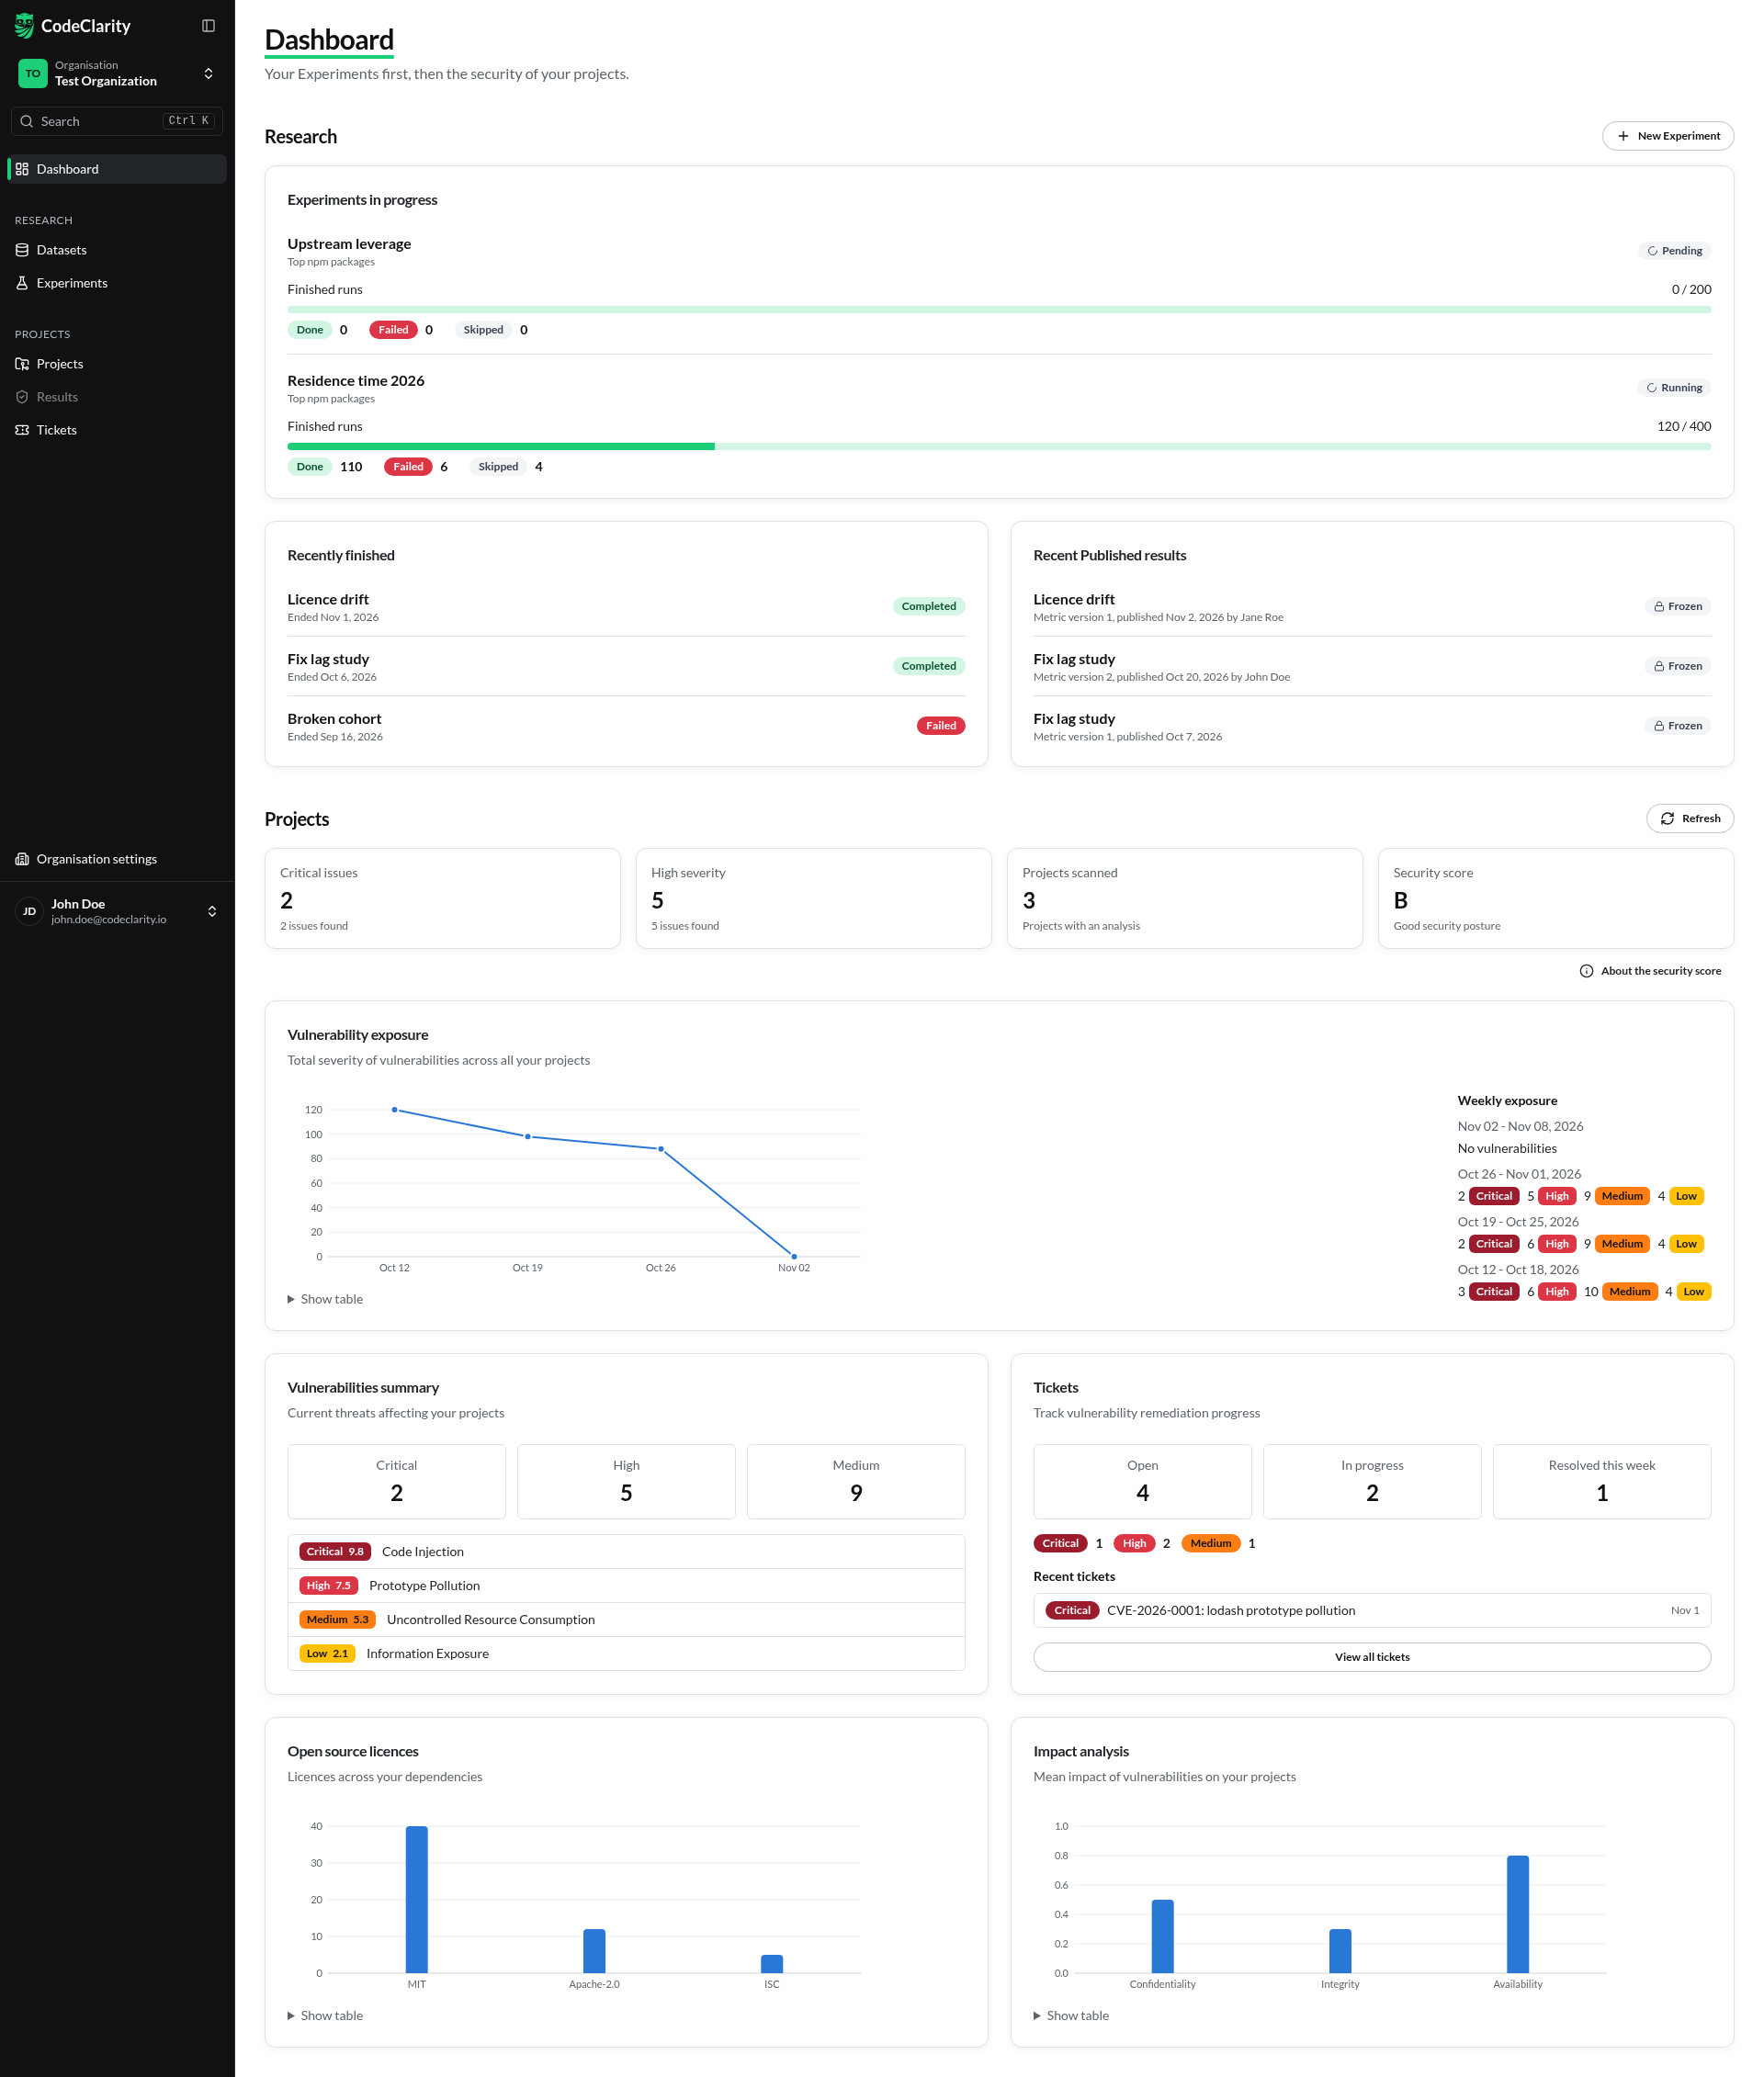 CodeClarity
TO
Organisation
Test Organization
Search
Ctrl K
Dashboard
RESEARCH
Datasets
Experiments
PROJECTS
Projects
Results
Tickets
Organisation settings
JD
John Doe
john.doe@codeclarity.io
Dashboard
Your Experiments first, then the security of your projects.
Research
New Experiment
Experiments in progress
Upstream leverage
Top npm packages
Pending
Finished runs
0 / 200
Done 0 Failed 0 Skipped 0
Residence time 2026
Top npm packages
Running
Finished runs
120 / 400
Done 110 Failed 6 Skipped 4
Recently finished
Licence drift
Ended Nov 1, 2026
Completed
Fix lag study
Ended Oct 6, 2026
Completed
Broken cohort
Ended Sep 16, 2026
Failed
Recent Published results
Licence drift
Metric version 1, published Nov 2, 2026 by Jane Roe
Frozen
Fix lag study
Metric version 2, published Oct 20, 2026 by John Doe
Frozen
Fix lag study
Metric version 1, published Oct 7, 2026
Frozen
Projects
Refresh
Critical issues
2
2 issues found
High severity
5
5 issues found
Projects scanned
3
Projects with an analysis
Security score
B
Good security posture
About the security score
Vulnerability exposure
Total severity of vulnerabilities across all your projects
120
100
80
60
40
20
0
Oct 12 Oct 19 Oct 26 Nov 02
Show table
Weekly exposure
Nov 02 - Nov 08, 2026
No vulnerabilities
Oct 26 - Nov 01, 2026
2 Critical 5 High 9 Medium 4 Low
Oct 19 - Oct 25, 2026
2 Critical 6 High 9 Medium 4 Low
Oct 12 - Oct 18, 2026
3 Critical 6 High 10 Medium 4 Low
Vulnerabilities summary
Current threats affecting your projects
Critical
2
High
5
Medium
9
Critical 9.8 Code Injection
High 7.5 Prototype Pollution
Medium 5.3 Uncontrolled Resource Consumption
Low 2.1 Information Exposure
Tickets
Track vulnerability remediation progress
Open
4
In progress
2
Resolved this week
1
Critical 1 High 2 Medium 1
Recent tickets
Critical CVE-2026-0001: lodash prototype pollution Nov 1
View all tickets
Open source licences
Licences across your dependencies
40
30
20
10
0
MIT Apache-2.0 ISC
Show table
Impact analysis
Mean impact of vulnerabilities on your projects
1.0
0.8
0.6
0.4
0.2
0.0
Confidentiality Integrity Availability
Show table